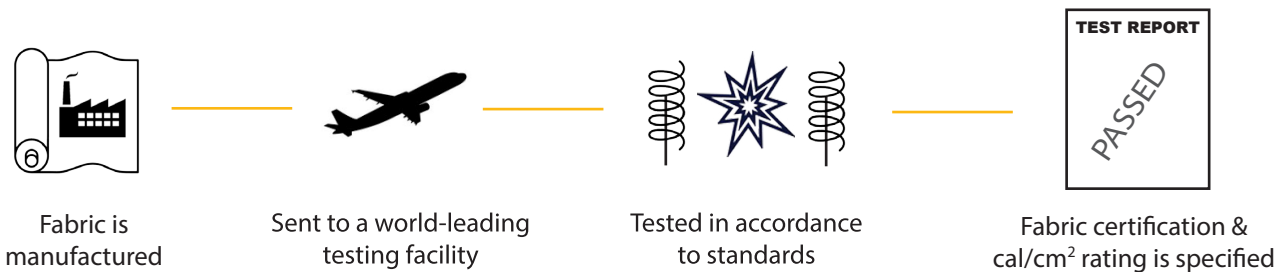 TEST REPORT
PASSED
Fabric is
manufactured
Sent to a world-leading
testing facility
Tested in accordance
to standards
Fabric certification &
cal/cm² rating is specified